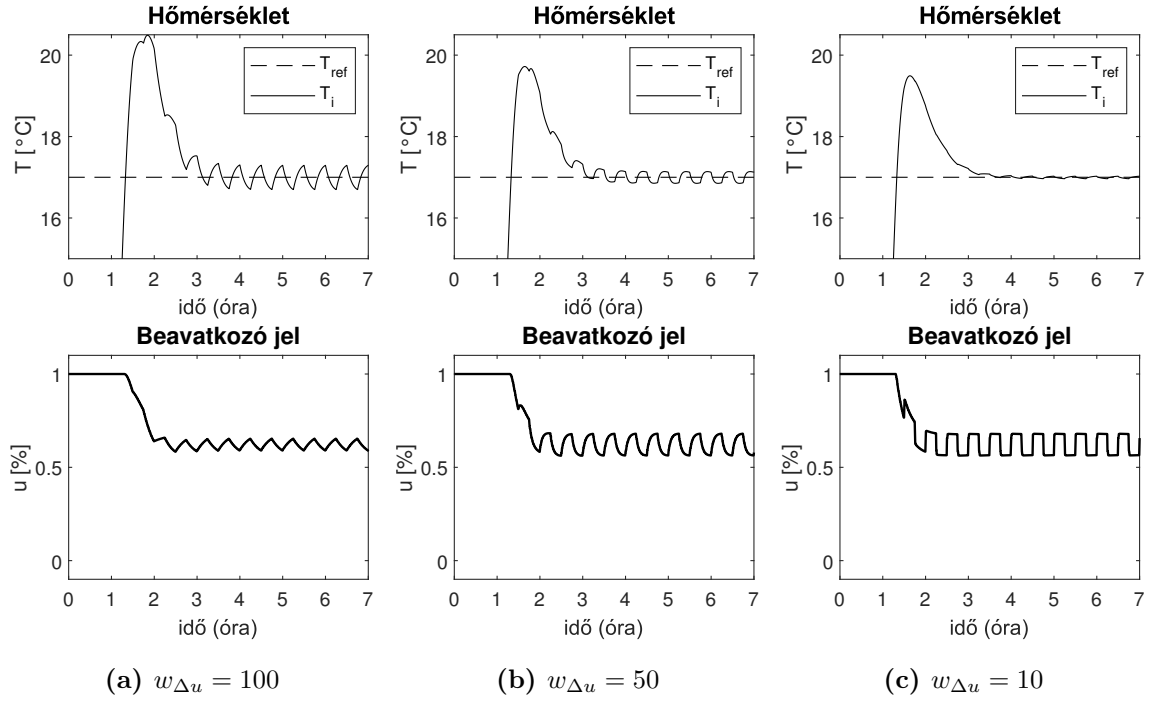 Hőmérséklet
T_ref
T_i
T [°C]
20
18
16
0 1 2 3 4 5 6 7
idő (óra)
Hőmérséklet
T_ref
T_i
T [°C]
20
18
16
0 1 2 3 4 5 6 7
idő (óra)
Hőmérséklet
T_ref
T_i
T [°C]
20
18
16
0 1 2 3 4 5 6 7
idő (óra)
Beavatkozó jel
u [%]
1
0.5
0
0 1 2 3 4 5 6 7
idő (óra)
Beavatkozó jel
u [%]
1
0.5
0
0 1 2 3 4 5 6 7
idő (óra)
Beavatkozó jel
u [%]
1
0.5
0
0 1 2 3 4 5 6 7
idő (óra)
(a) w_Δu = 100
(b) w_Δu = 50
(c) w_Δu = 10